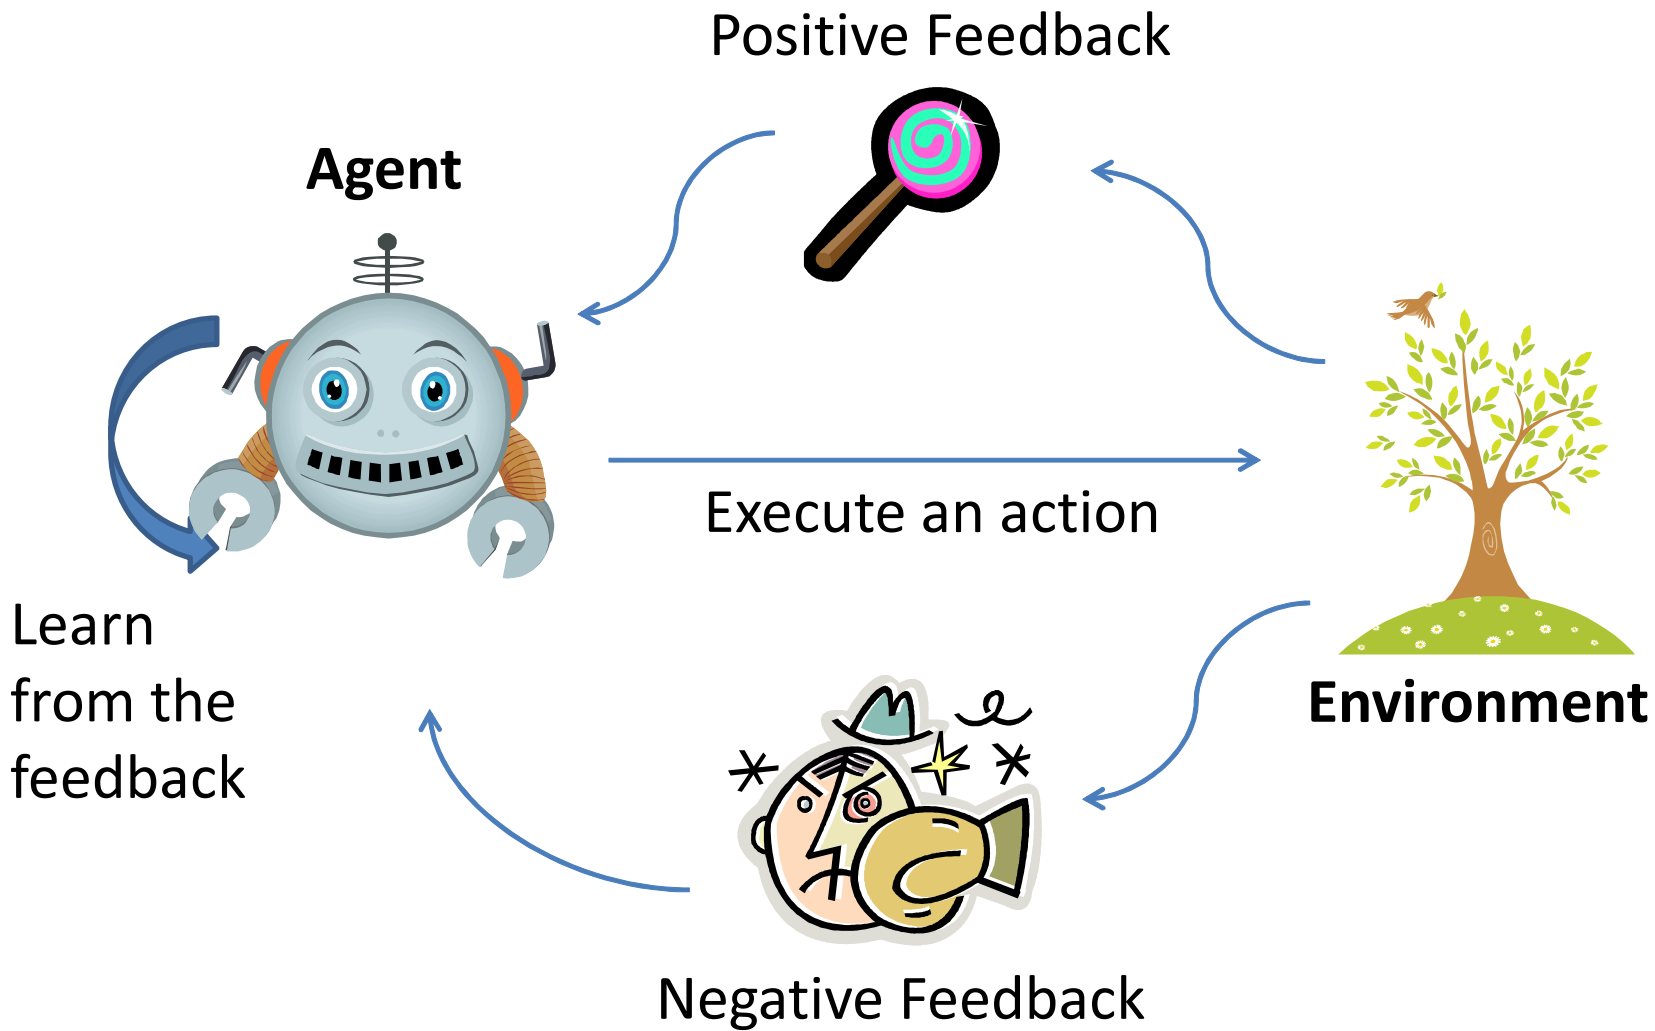 Positive Feedback
Agent
Execute an action
Learn
from the
feedback
Environment
Negative Feedback